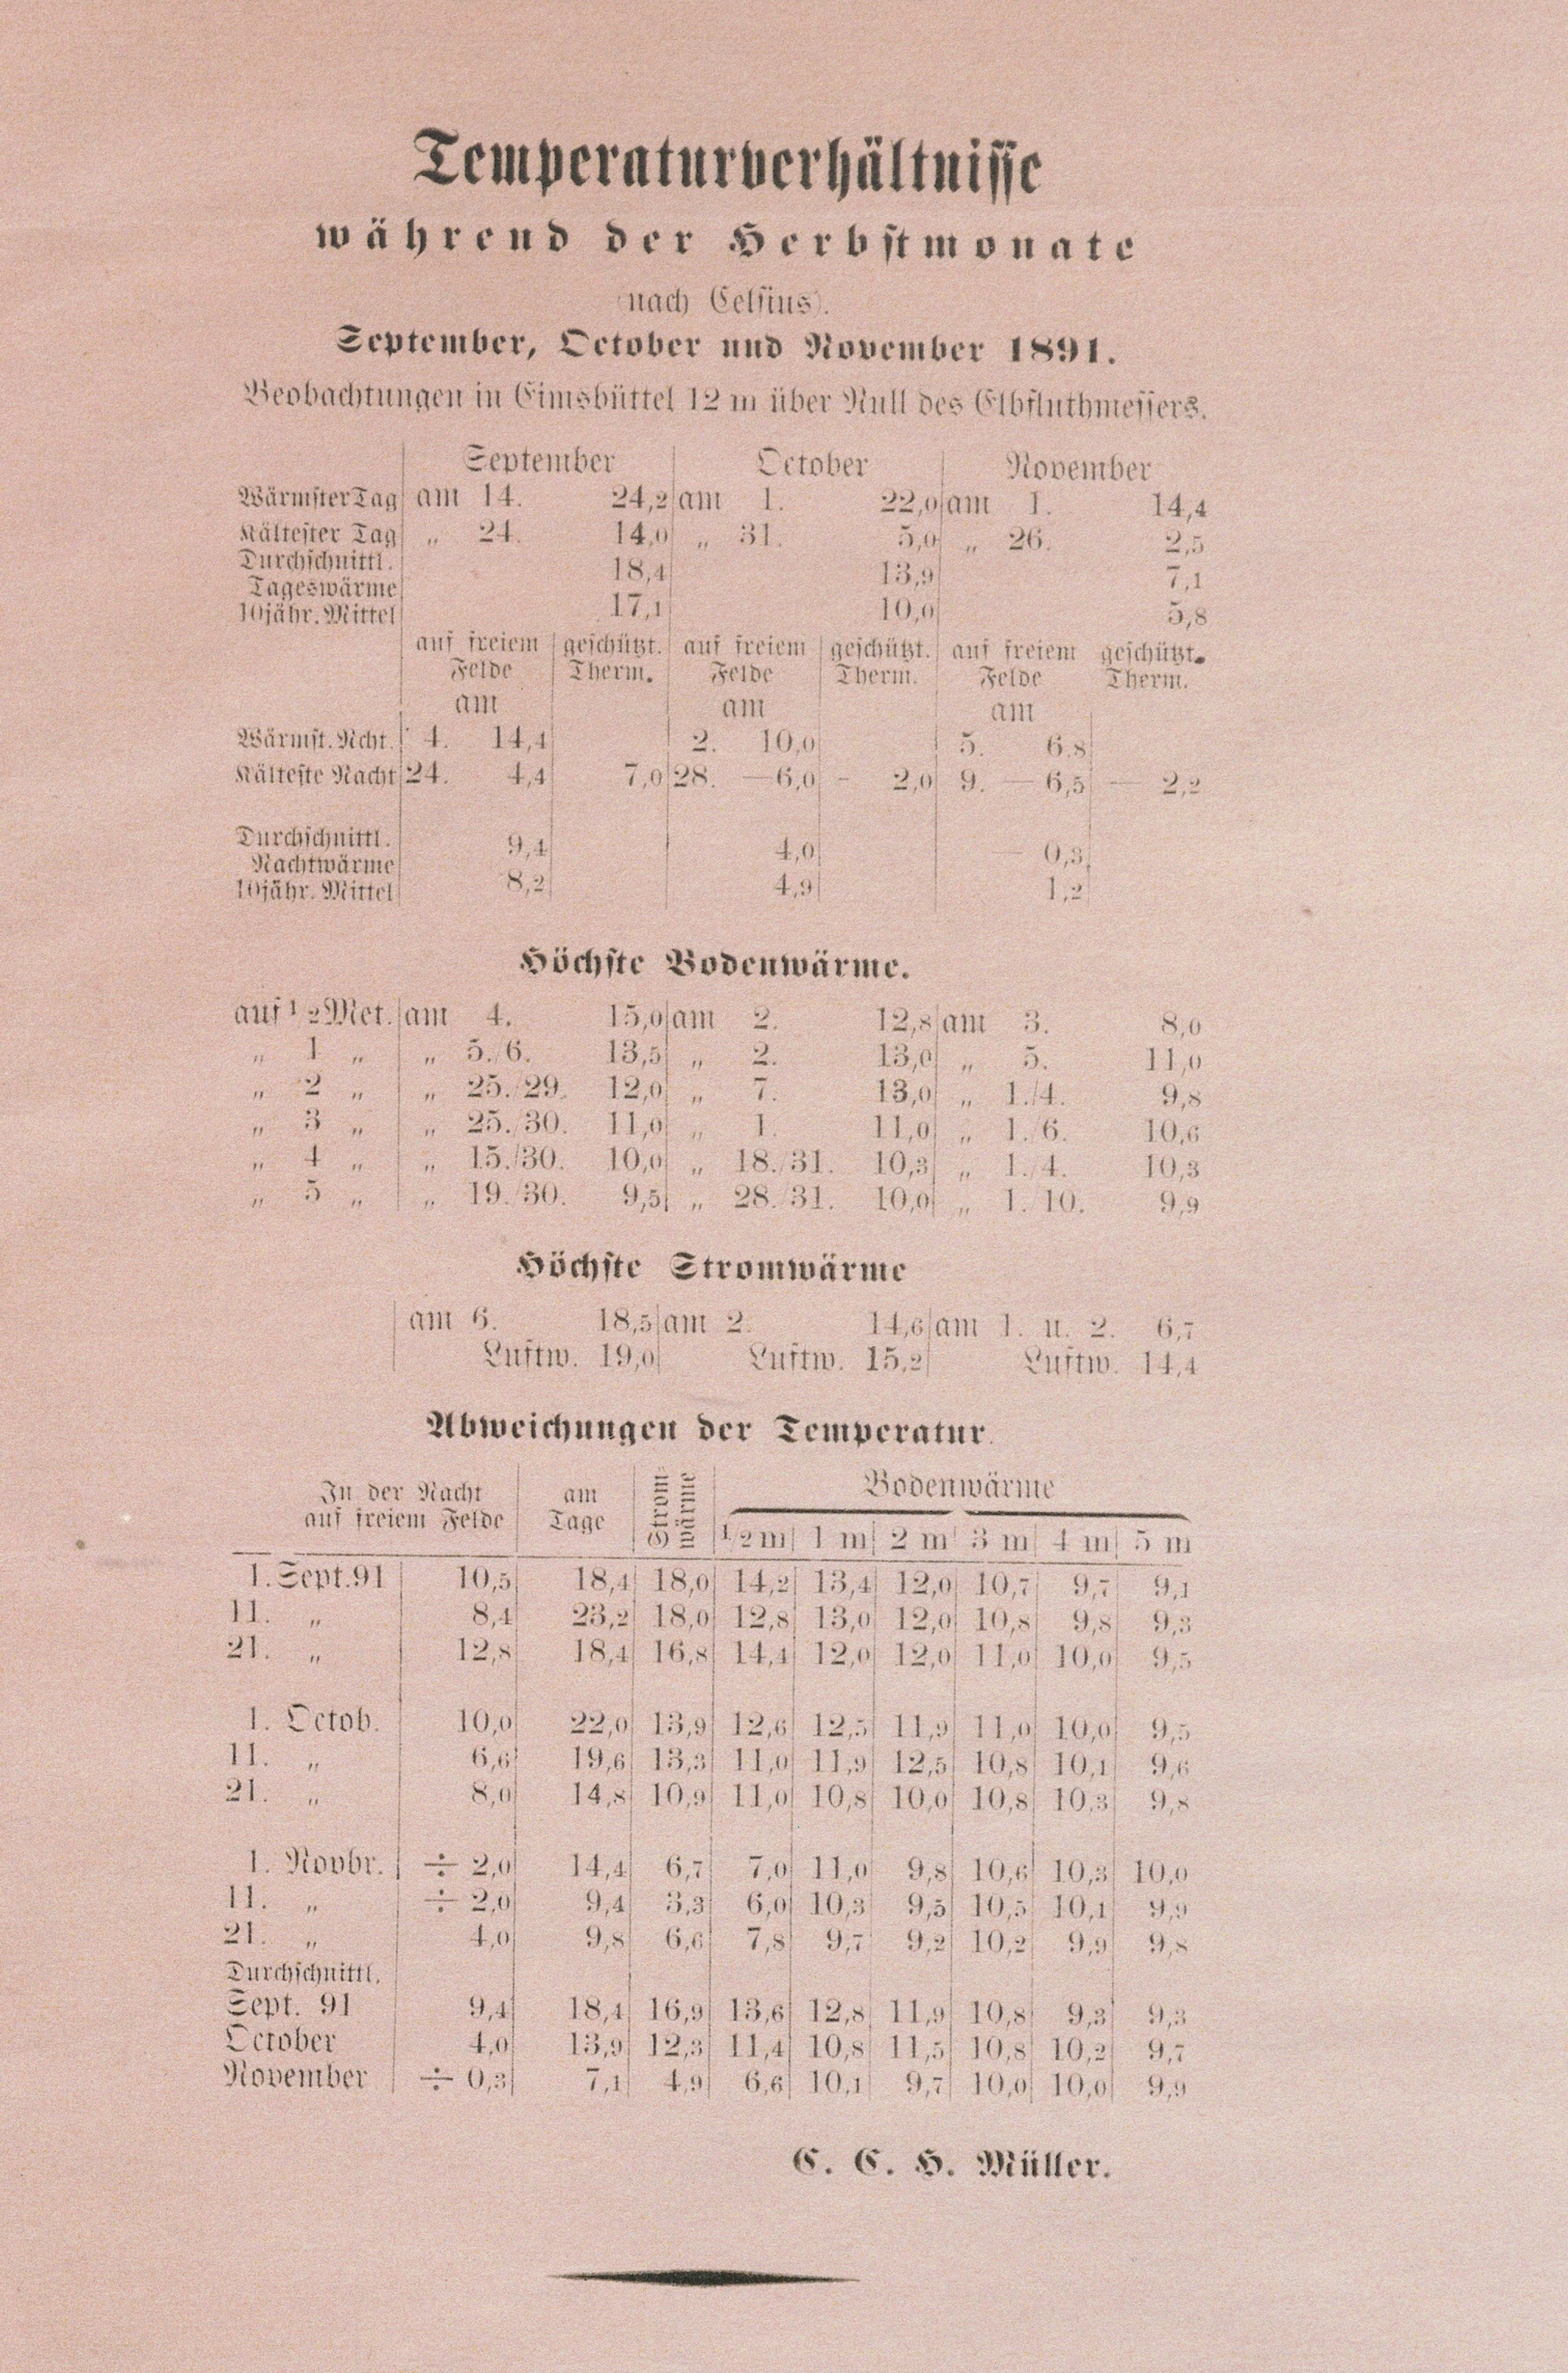 Temperaturverhältnisse
während der Herbstmonate
(nach Celsius).
September, October und November 1891.
Beobachtungen in Eimsbüttel 12 m über Null des Elbfluthmessers.
September October November
Wärmster Tag am 14. 24,2 am 1. 22,0 am 1. 14,4
Kältester Tag „ 24. 14,0 „ 31. 5,0 „ 26. 2,5
Durchschnittl.
Tageswärme 18,4 13,9 7,1
10jähr. Mittel 17,1 10,0 5,8
auf freiem geschützt. auf freiem geschützt. auf freiem geschützt.
Felde Therm. Felde Therm. Felde Therm.
am am am
Wärmst. Ncht. 4. 14,4 2. 10,0 5. 6,8
Kälteste Nacht 24. 4,4 7,0 28. —6,0 - 2,0 9. — 6,5 — 2,2
Durchschnittl.
Nachtwärme 9,4 4,0 — 0,3
10jähr. Mittel 8,2 4,9 1,2
Höchste Bodenwärme.
auf 1/2 Met. am 4. 15,0 am 2. 12,8 am 3. 8,0
„ 1 „ „ 5./6. 13,5 „ 2. 13,0 „ 5. 11,0
„ 2 „ „ 25./29. 12,0 „ 7. 13,0 „ 1./4. 9,8
„ 3 „ „ 25./30. 11,0 „ 1. 11,0 „ 1./6. 10,6
„ 4 „ „ 15./30. 10,0 „ 18./31. 10,3 „ 1./4. 10,3
„ 5 „ „ 19./30. 9,5 „ 28./31. 10,0 „ 1./10. 9,9
Höchste Stromwärme
am 6. 18,5 am 2. 14,6 am 1. u. 2. 6,7
Luftw. 19,0 Luftw. 15,2 Luftw. 14,4
Abweichungen der Temperatur.
In der Nacht am Strom Bodenwärme
auf freiem Felde Tage wärme 1/2 m 1 m 2 m 3 m 4 m 5 m
1. Sept. 91 10,5 18,4 18,0 14,2 13,4 12,0 10,7 9,7 9,1
11. „ 8,4 23,2 18,0 12,8 13,0 12,0 10,8 9,8 9,3
21. „ 12,8 18,4 16,8 14,4 12,0 12,0 11,0 10,0 9,5
1. Octob. 10,0 22,0 13,9 12,6 12,5 11,9 11,0 10,0 9,5
11. „ 6,6 19,6 13,3 11,0 11,9 12,5 10,8 10,1 9,6
21. „ 8,0 14,8 10,9 11,0 10,8 10,0 10,8 10,3 9,8
1. Novbr. ÷ 2,0 14,4 6,7 7,0 11,0 9,8 10,6 10,3 10,0
11. „ ÷ 2,0 9,4 3,3 6,0 10,3 9,5 10,5 10,1 9,9
21. „ 4,0 9,8 6,6 7,8 9,7 9,2 10,2 9,9 9,8
Durchschnittl.
Sept. 91 9,4 18,4 16,9 13,6 12,8 11,9 10,8 9,3 9,3
October 4,0 13,9 12,3 11,4 10,8 11,5 10,8 10,2 9,7
November ÷ 0,3 7,1 4,9 6,6 10,1 9,7 10,0 10,0 9,9
C. C. H. Müller.